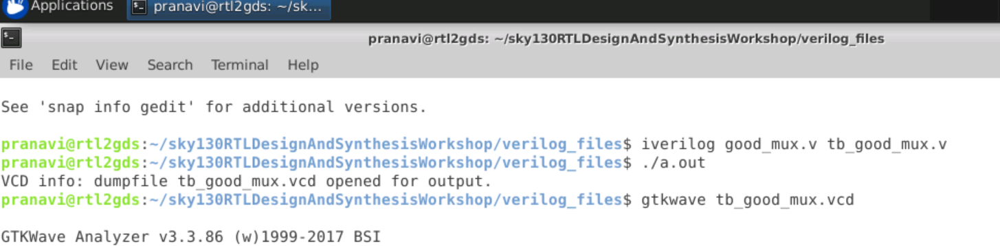 Applications
pranavi@rtl2gds: ~/sk...
pranavi@rtl2gds: ~/sky130RTLDesignAndSynthesisWorkshop/verilog_files
File Edit View Search Terminal Help
See 'snap info gedit' for additional versions.
pranavi@rtl2gds:~/sky130RTLDesignAndSynthesisWorkshop/verilog_files$ iverilog good_mux.v tb_good_mux.v
pranavi@rtl2gds:~/sky130RTLDesignAndSynthesisWorkshop/verilog_files$ ./a.out
VCD info: dumpfile tb_good_mux.vcd opened for output.
pranavi@rtl2gds:~/sky130RTLDesignAndSynthesisWorkshop/verilog_files$ gtkwave tb_good_mux.vcd
GTKWave Analyzer v3.3.86 (w)1999-2017 BSI